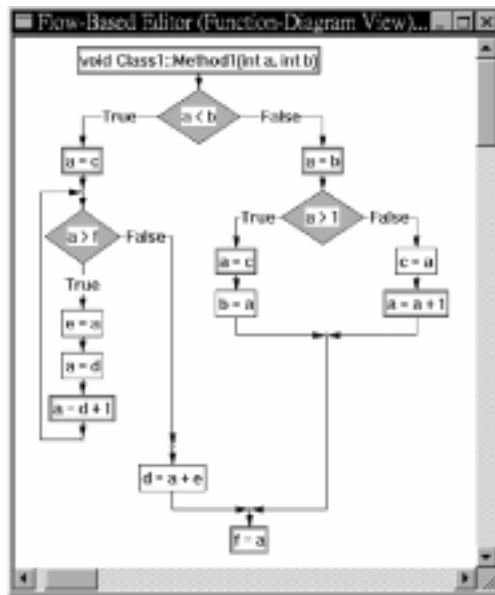 Flow-Based Editor (Function-Diagram View)...
void Class1::Method1(int a, int b)
a < b
True
False
a = c
a = b
a > f
False
True
a > 1
False
a = c
c = a
True
b = a
a = a + 1
e = a
a = d
a = d + 1
d = a + e
f = a